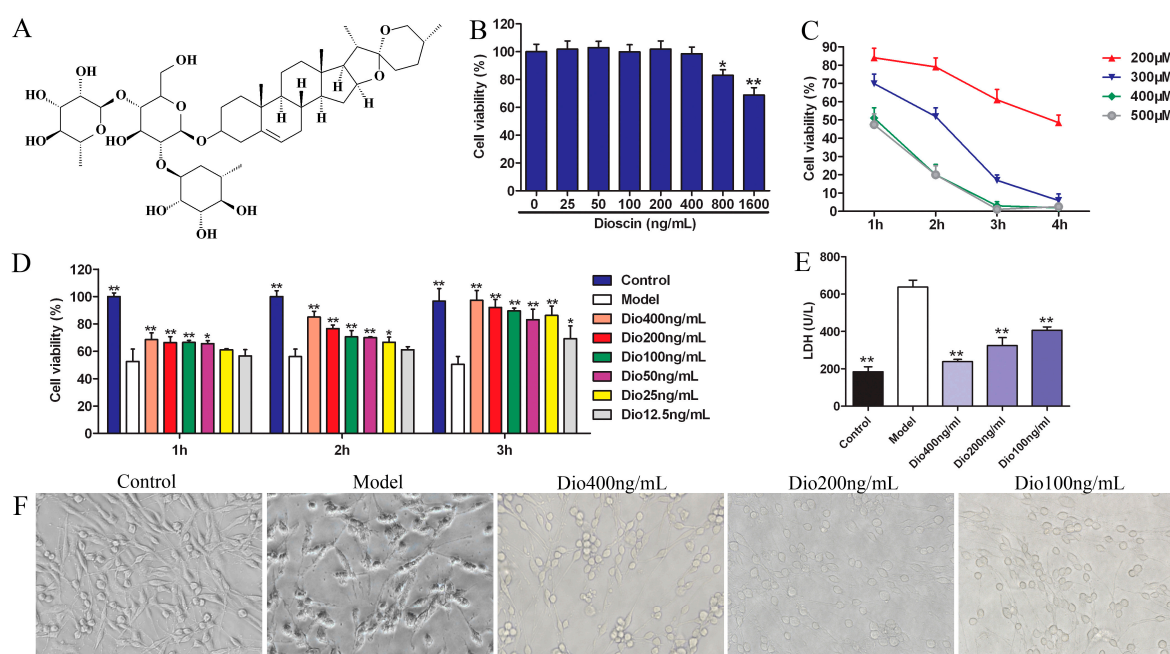 A
OH
HO
HO
O
O
OH
O
HO
O
O
O
H
H
H
H
O
O
HO
OH
OH
B
Cell viability (%)
120
100
80
60
40
20
0
*
**
0 25 50 100 200 400 800 1600
Dioscin (ng/mL)
C
Cell viability (%)
90
80
70
60
50
40
30
20
10
0
1h 2h 3h 4h
200μM
300μM
400μM
500μM
D
Cell viability (%)
120
100
80
60
40
20
0
** ** ** ** *
** ** ** ** ** *
** ** ** ** ** ** *
1h 2h 3h
Control
Model
Dio400ng/mL
Dio200ng/mL
Dio100ng/mL
Dio50ng/mL
Dio25ng/mL
Dio12.5ng/mL
E
LDH (U/L)
800
600
400
200
0
** ** ** **
Control Model Dio400ng/ml Dio200ng/ml Dio100ng/ml
F
Control Model Dio400ng/mL Dio200ng/mL Dio100ng/mL